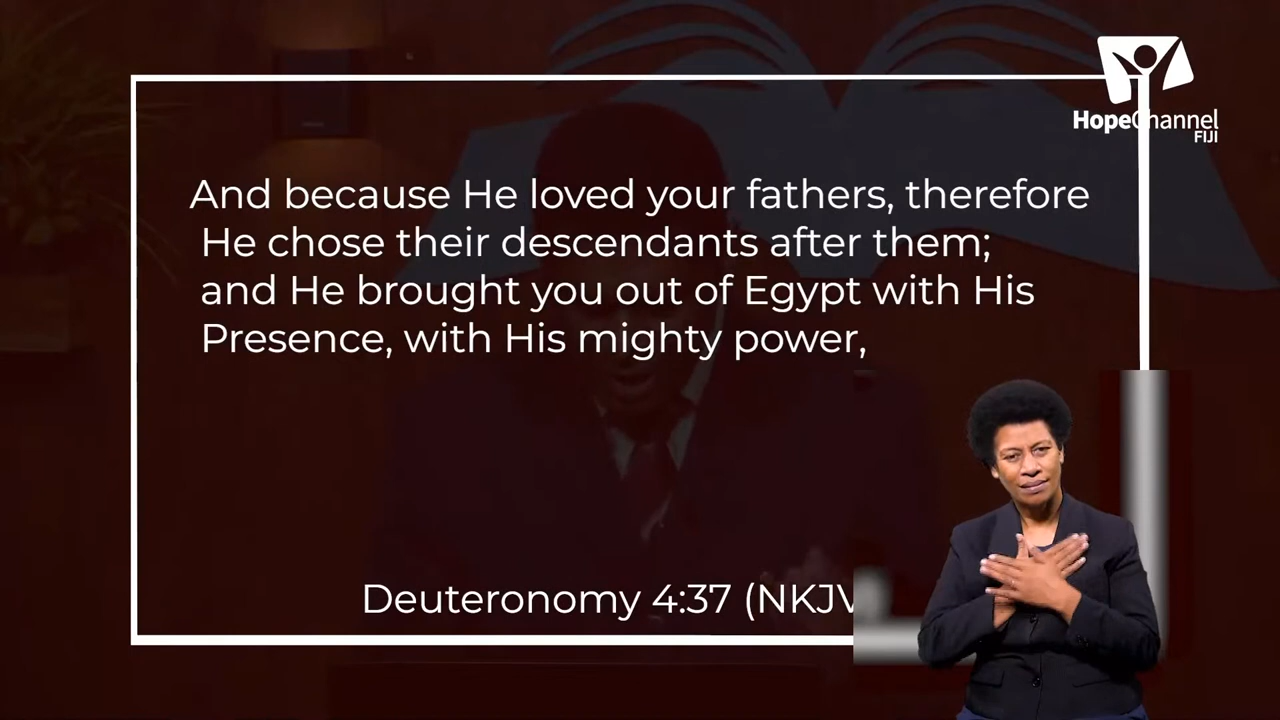 HopeChannel
FIJI
And because He loved your fathers, therefore
He chose their descendants after them;
and He brought you out of Egypt with His
Presence, with His mighty power,
Deuteronomy 4:37 (NKJV